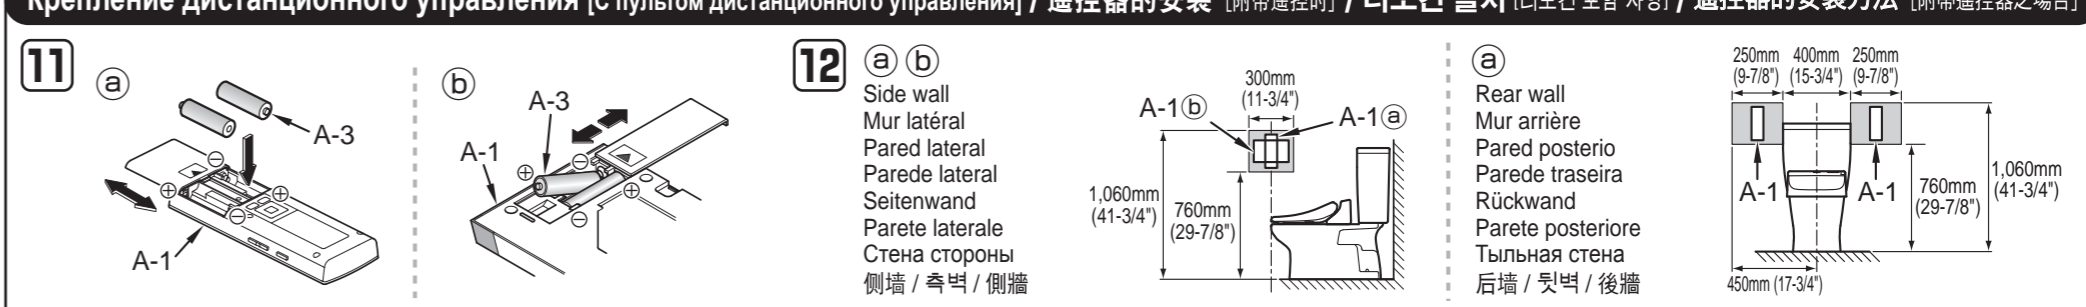 Крепление дистанционного управления [С пультом дистанционного управления] / 遥控器的安装 [附带遥控时] / 리모컨 설치 [리모컨 포함 사양] / 遙控器的安裝方法 [附帶遙控器之場合]
11
ⓐ
A-3
A-1
ⓑ
A-3
A-1
12
ⓐ ⓑ
Side wall
Mur latéral
Pared lateral
Parede lateral
Seitenwand
Parete laterale
Стена стороны
侧墙 / 측벽 / 側牆
300mm
(11-3/4")
A-1ⓑ
A-1ⓐ
1,060mm
(41-3/4")
760mm
(29-7/8")
ⓐ
Rear wall
Mur arrière
Pared posterio
Parede traseira
Rückwand
Parete posteriore
Тыльная стена
后墙 / 뒷벽 / 後牆
250mm 400mm 250mm
(9-7/8") (15-3/4") (9-7/8")
A-1 A-1
760mm
(29-7/8")
1,060mm
(41-3/4")
450mm (17-3/4")